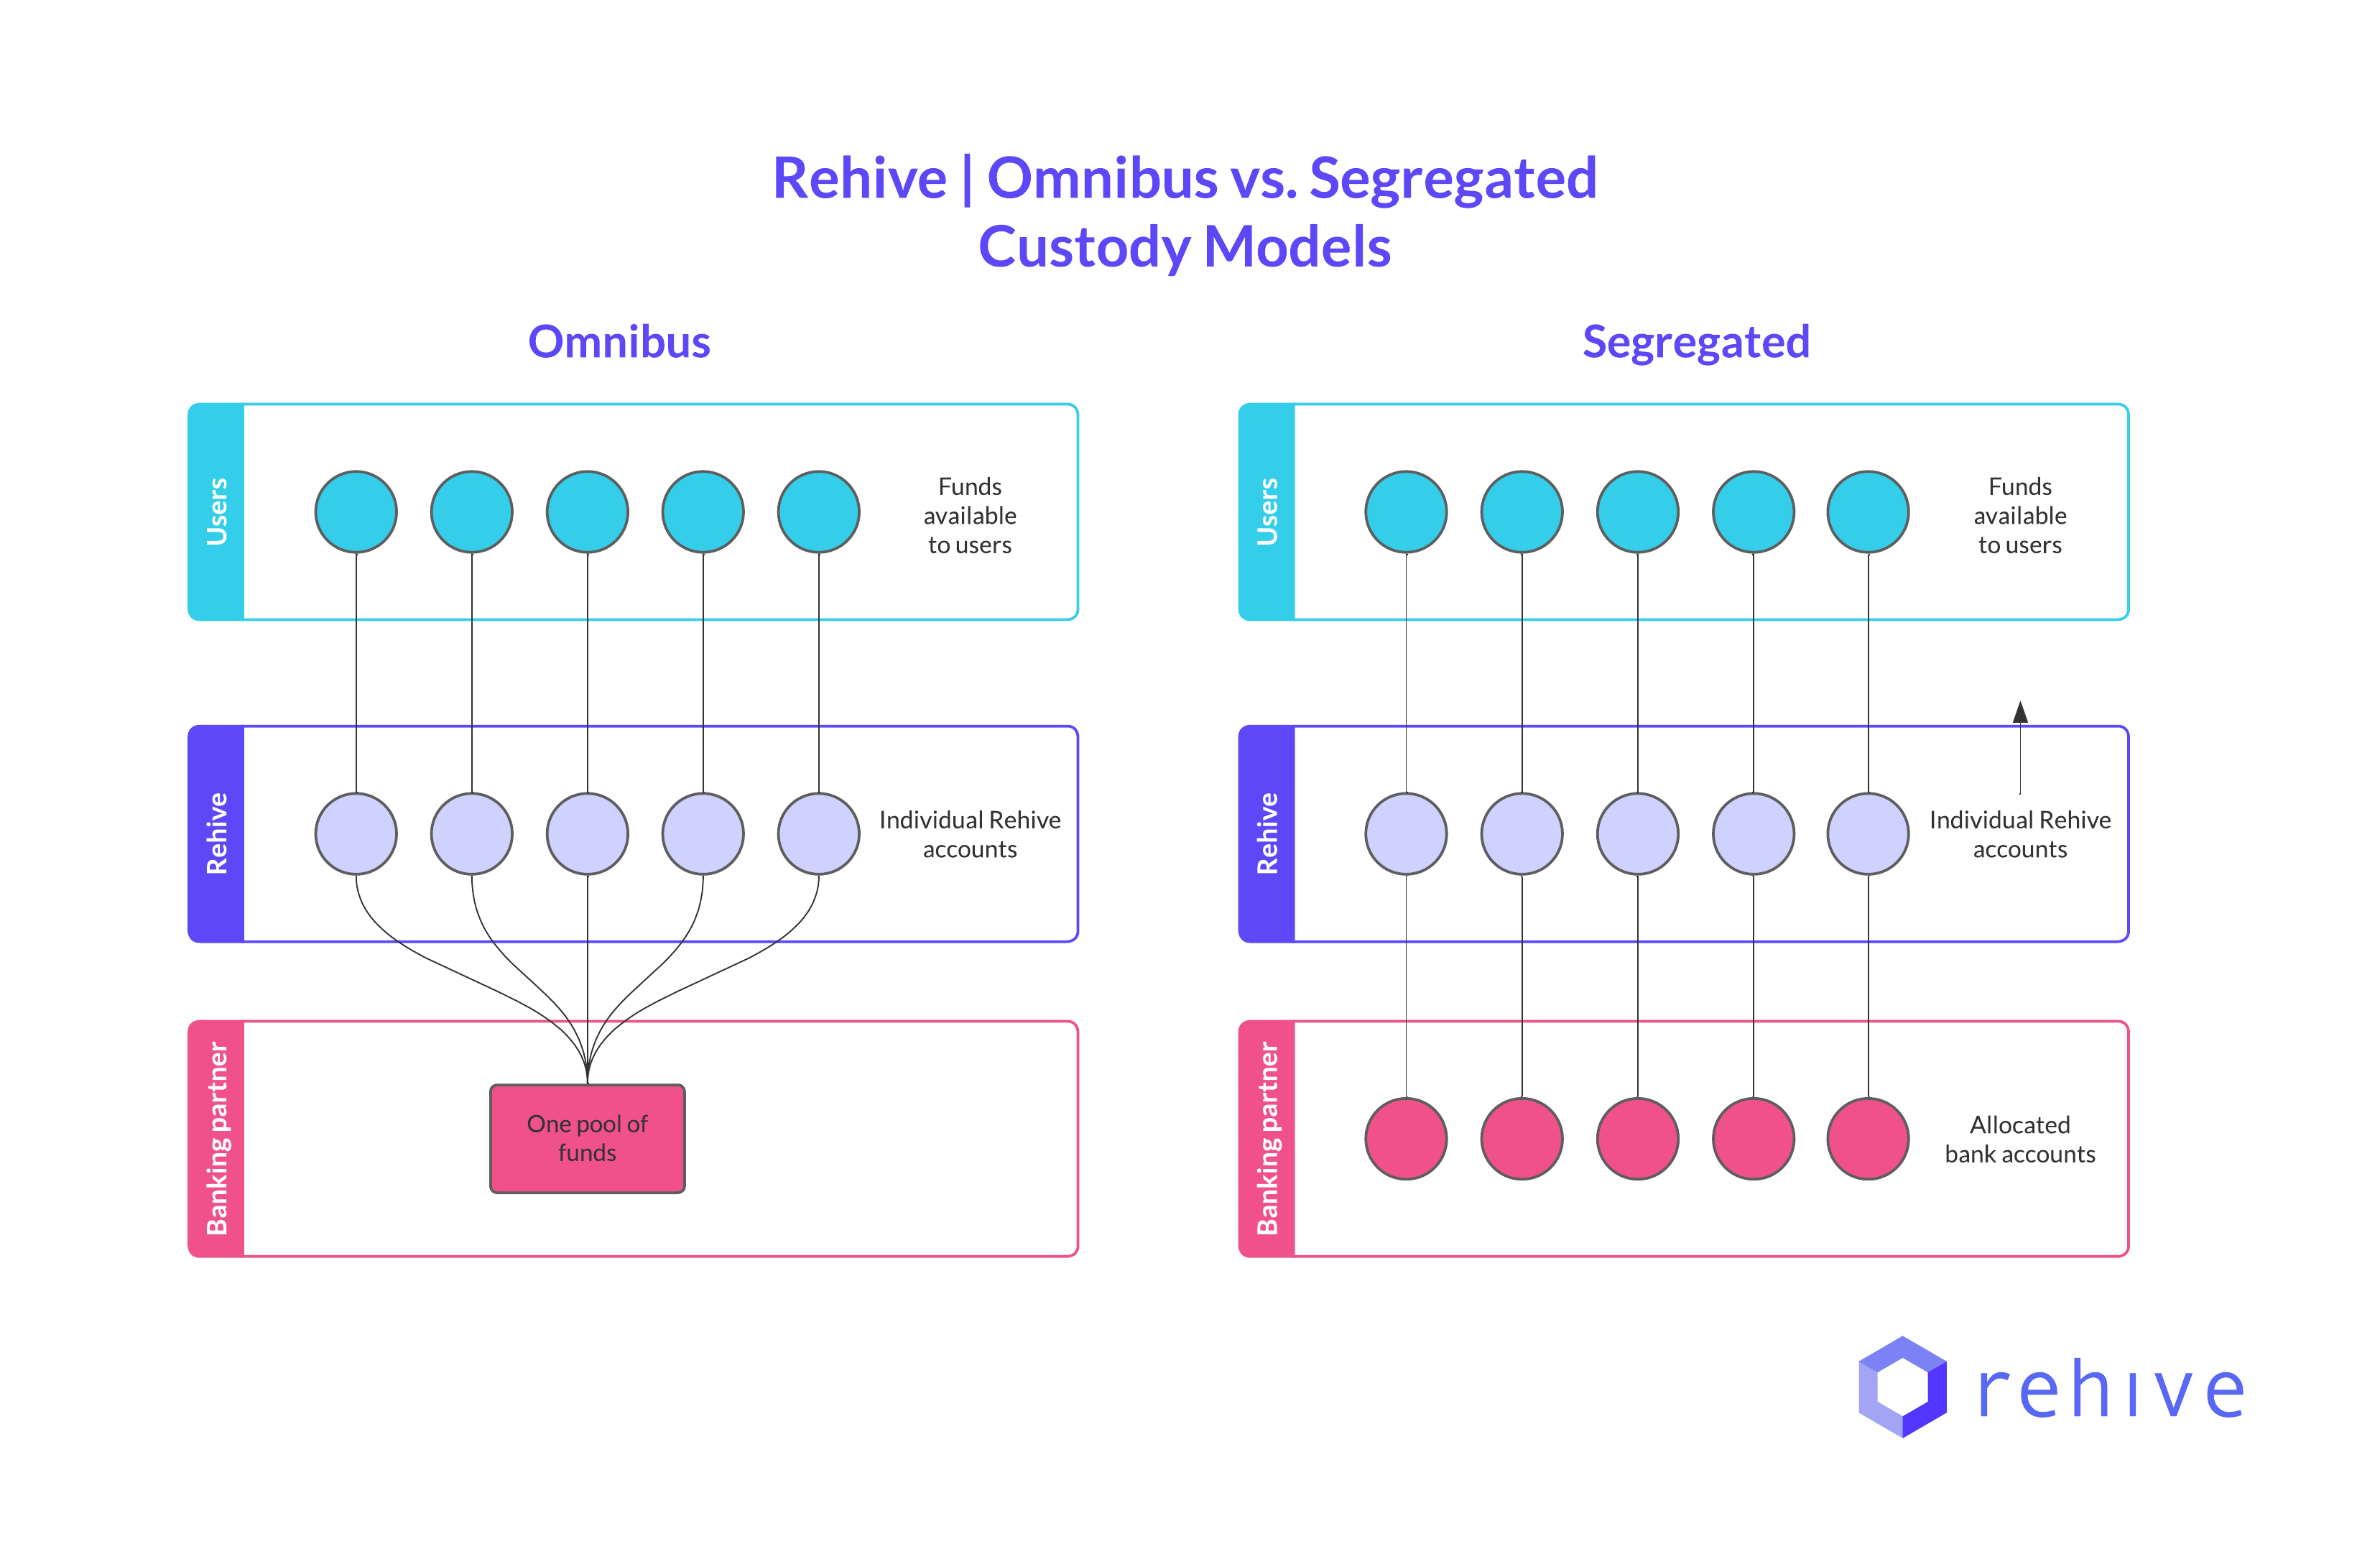 Rehive | Omnibus vs. Segregated
Custody Models
Omnibus
Users
Funds
available
to users
Rehive
Individual Rehive
accounts
Banking partner
One pool of
funds
Segregated
Users
Funds
available
to users
Rehive
Individual Rehive
accounts
Banking partner
Allocated
bank accounts
rehive